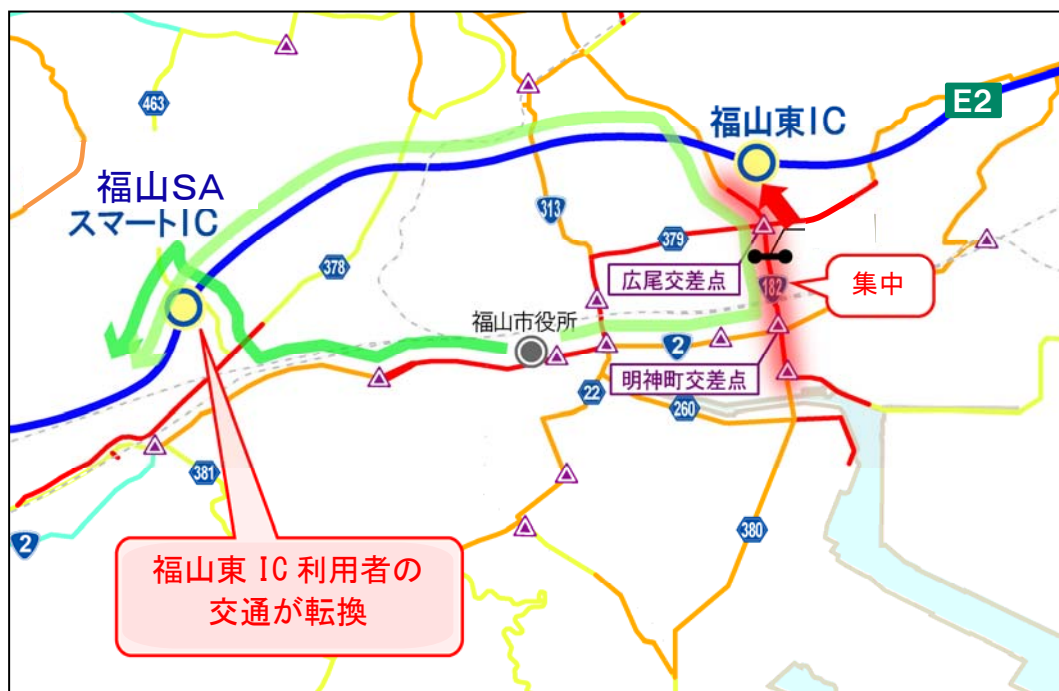 463
E2
福山東IC
福山SA
スマートIC
313
379
378
広尾交差点
182
集中
福山市役所
2
明神町交差点
22
260
381
380
2
福山東 IC 利用者の
交通が転換